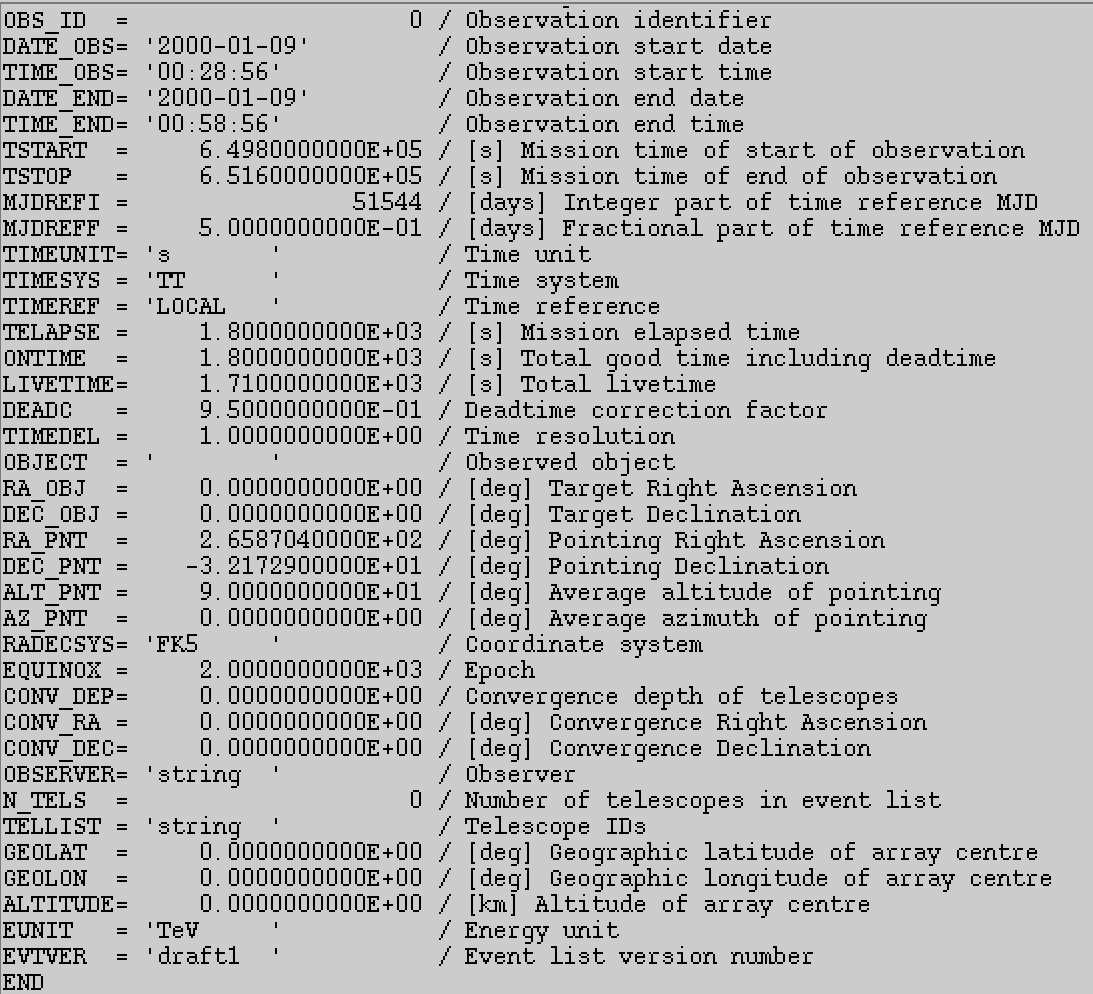 OBS_ID  =                    0 / Observation identifier
DATE_OBS= '2000-01-09'         / Observation start date
TIME_OBS= '00:28:56'           / Observation start time
DATE_END= '2000-01-09'         / Observation end date
TIME_END= '00:58:56'           / Observation end time
TSTART  =     6.4980000000E+05 / [s] Mission time of start of observation
TSTOP   =     6.5160000000E+05 / [s] Mission time of end of observation
MJDREFI =                51544 / [days] Integer part of time reference MJD
MJDREFF =     5.0000000000E-01 / [days] Fractional part of time reference MJD
TIMEUNIT= 's       '           / Time unit
TIMESYS = 'TT      '           / Time system
TIMEREF = 'LOCAL   '           / Time reference
TELAPSE =     1.8000000000E+03 / [s] Mission elapsed time
ONTIME  =     1.8000000000E+03 / [s] Total good time including deadtime
LIVETIME=     1.7100000000E+03 / [s] Total livetime
DEADC   =     9.5000000000E-01 / Deadtime correction factor
TIMEDEL =     1.0000000000E+00 / Time resolution
OBJECT  = '        '           / Observed object
RA_OBJ  =     0.0000000000E+00 / [deg] Target Right Ascension
DEC_OBJ =     0.0000000000E+00 / [deg] Target Declination
RA_PNT  =     2.6587040000E+02 / [deg] Pointing Right Ascension
DEC_PNT =    -3.2172900000E+01 / [deg] Pointing Declination
ALT_PNT =     9.0000000000E+01 / [deg] Average altitude of pointing
AZ_PNT  =     0.0000000000E+00 / [deg] Average azimuth of pointing
RADECSYS= 'FK5     '           / Coordinate system
EQUINOX =     2.0000000000E+03 / Epoch
CONV_DEP=     0.0000000000E+00 / Convergence depth of telescopes
CONV_RA =     0.0000000000E+00 / [deg] Convergence Right Ascension
CONV_DEC=     0.0000000000E+00 / [deg] Convergence Declination
OBSERVER= 'string  '           / Observer
N_TELS  =                    0 / Number of telescopes in event list
TELLIST = 'string  '           / Telescope IDs
GEOLAT  =     0.0000000000E+00 / [deg] Geographic latitude of array centre
GEOLON  =     0.0000000000E+00 / [deg] Geographic longitude of array centre
ALTITUDE=     0.0000000000E+00 / [km] Altitude of array centre
EUNIT   = 'TeV     '           / Energy unit
EVTVER  = 'draft1  '           / Event list version number
END